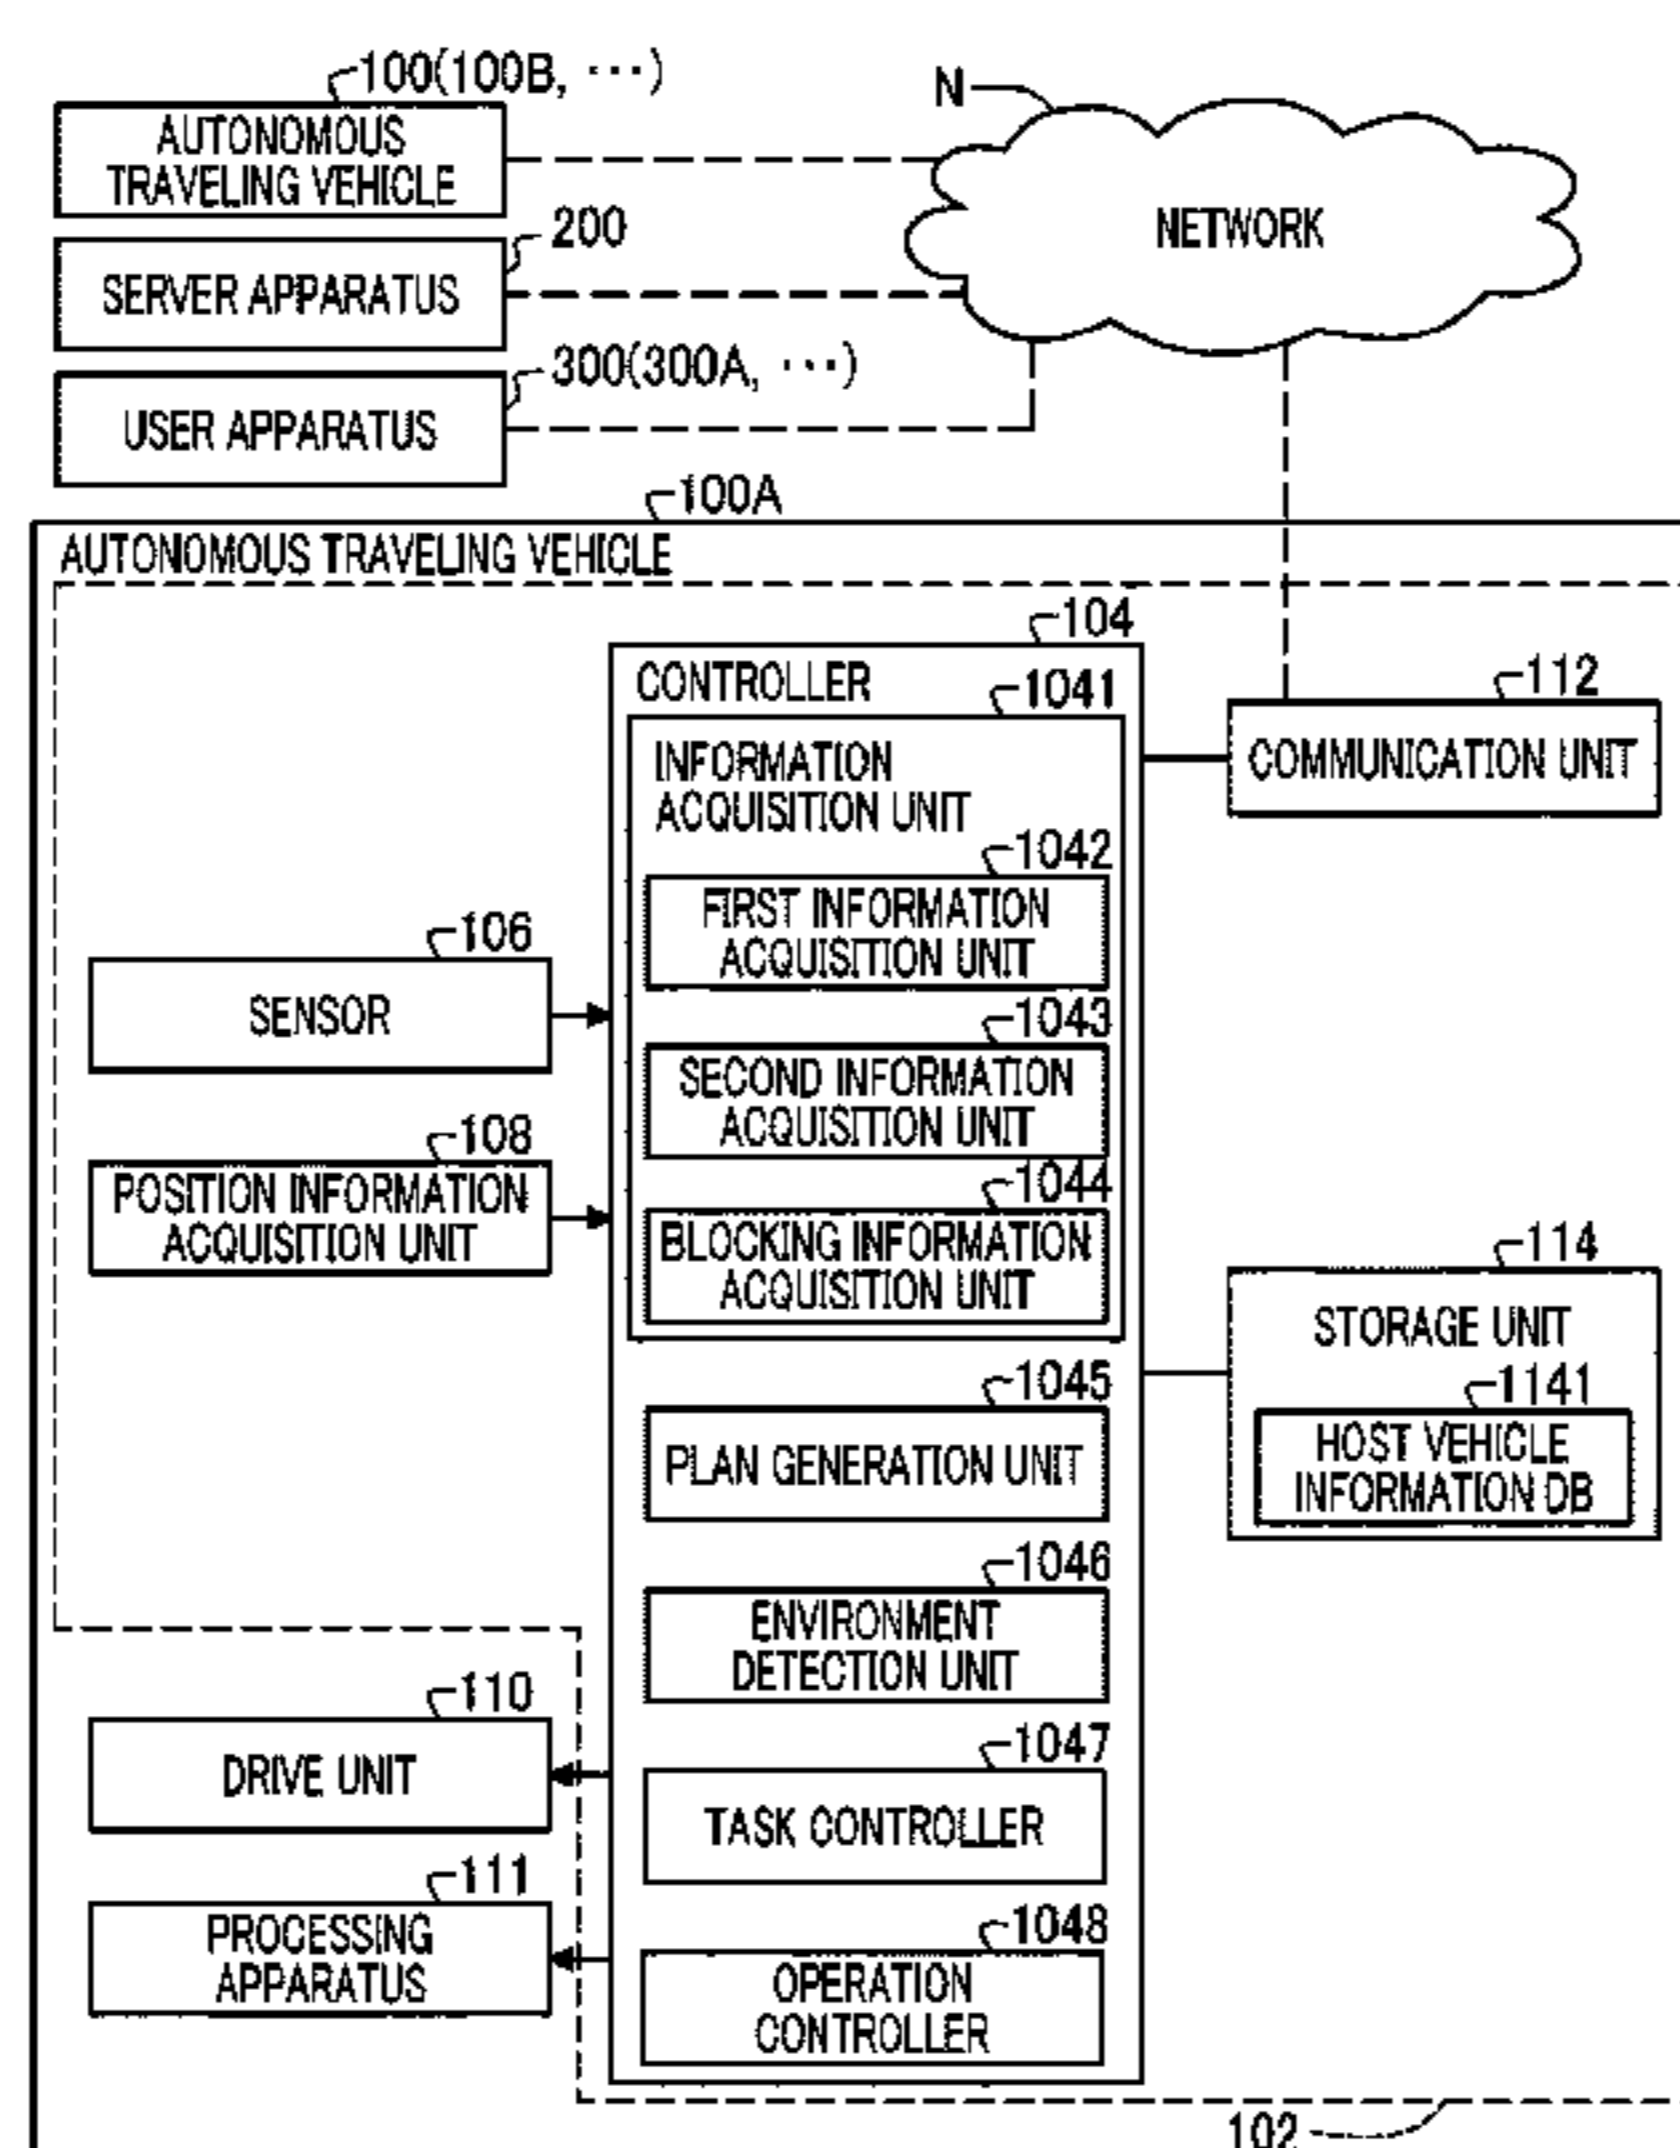 100(100B, ···)
AUTONOMOUS
TRAVELING VEHICLE
N
NETWORK
200
SERVER APPARATUS
300(300A, ···)
USER APPARATUS
100A
AUTONOMOUS TRAVELING VEHICLE
104
CONTROLLER
1041
INFORMATION
ACQUISITION UNIT
1042
FIRST INFORMATION
ACQUISITION UNIT
1043
SECOND INFORMATION
ACQUISITION UNIT
1044
BLOCKING INFORMATION
ACQUISITION UNIT
1045
PLAN GENERATION UNIT
1046
ENVIRONMENT
DETECTION UNIT
1047
TASK CONTROLLER
1048
OPERATION
CONTROLLER
112
COMMUNICATION UNIT
106
SENSOR
108
POSITION INFORMATION
ACQUISITION UNIT
114
STORAGE UNIT
1141
HOST VEHICLE
INFORMATION DB
110
DRIVE UNIT
111
PROCESSING
APPARATUS
102